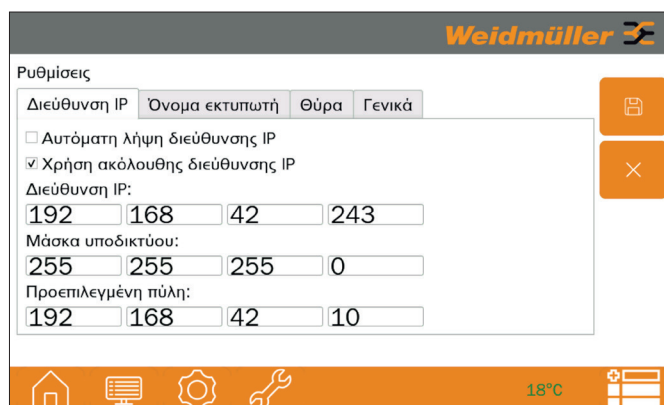 Weidmüller
Ρυθμίσεις
Διεύθυνση IP Όνομα εκτυπωτή Θύρα Γενικά
Αυτόματη λήψη διεύθυνσης IP
Χρήση ακόλουθης διεύθυνσης IP
Διεύθυνση IP:
192 168 42 243
Μάσκα υποδικτύου:
255 255 255 0
Προεπιλεγμένη πύλη:
192 168 42 10
18°C